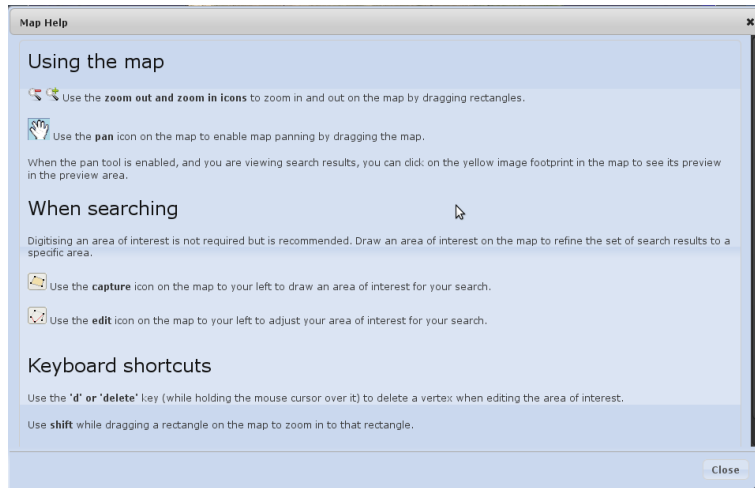 Map Help
Using the map
Use the zoom out and zoom in icons to zoom in and out on the map by dragging rectangles.
Use the pan icon on the map to enable map panning by dragging the map.
When the pan tool is enabled, and you are viewing search results, you can click on the yellow image footprint in the map to see its preview
in the preview area.
When searching
Digitising an area of interest is not required but is recommended. Draw an area of interest on the map to refine the set of search results to a
specific area.
Use the capture icon on the map to your left to draw an area of interest for your search.
Use the edit icon on the map to your left to adjust your area of interest for your search.
Keyboard shortcuts
Use the 'd' or 'delete' key (while holding the mouse cursor over it) to delete a vertex when editing the area of interest.
Use shift while dragging a rectangle on the map to zoom in to that rectangle.
Close